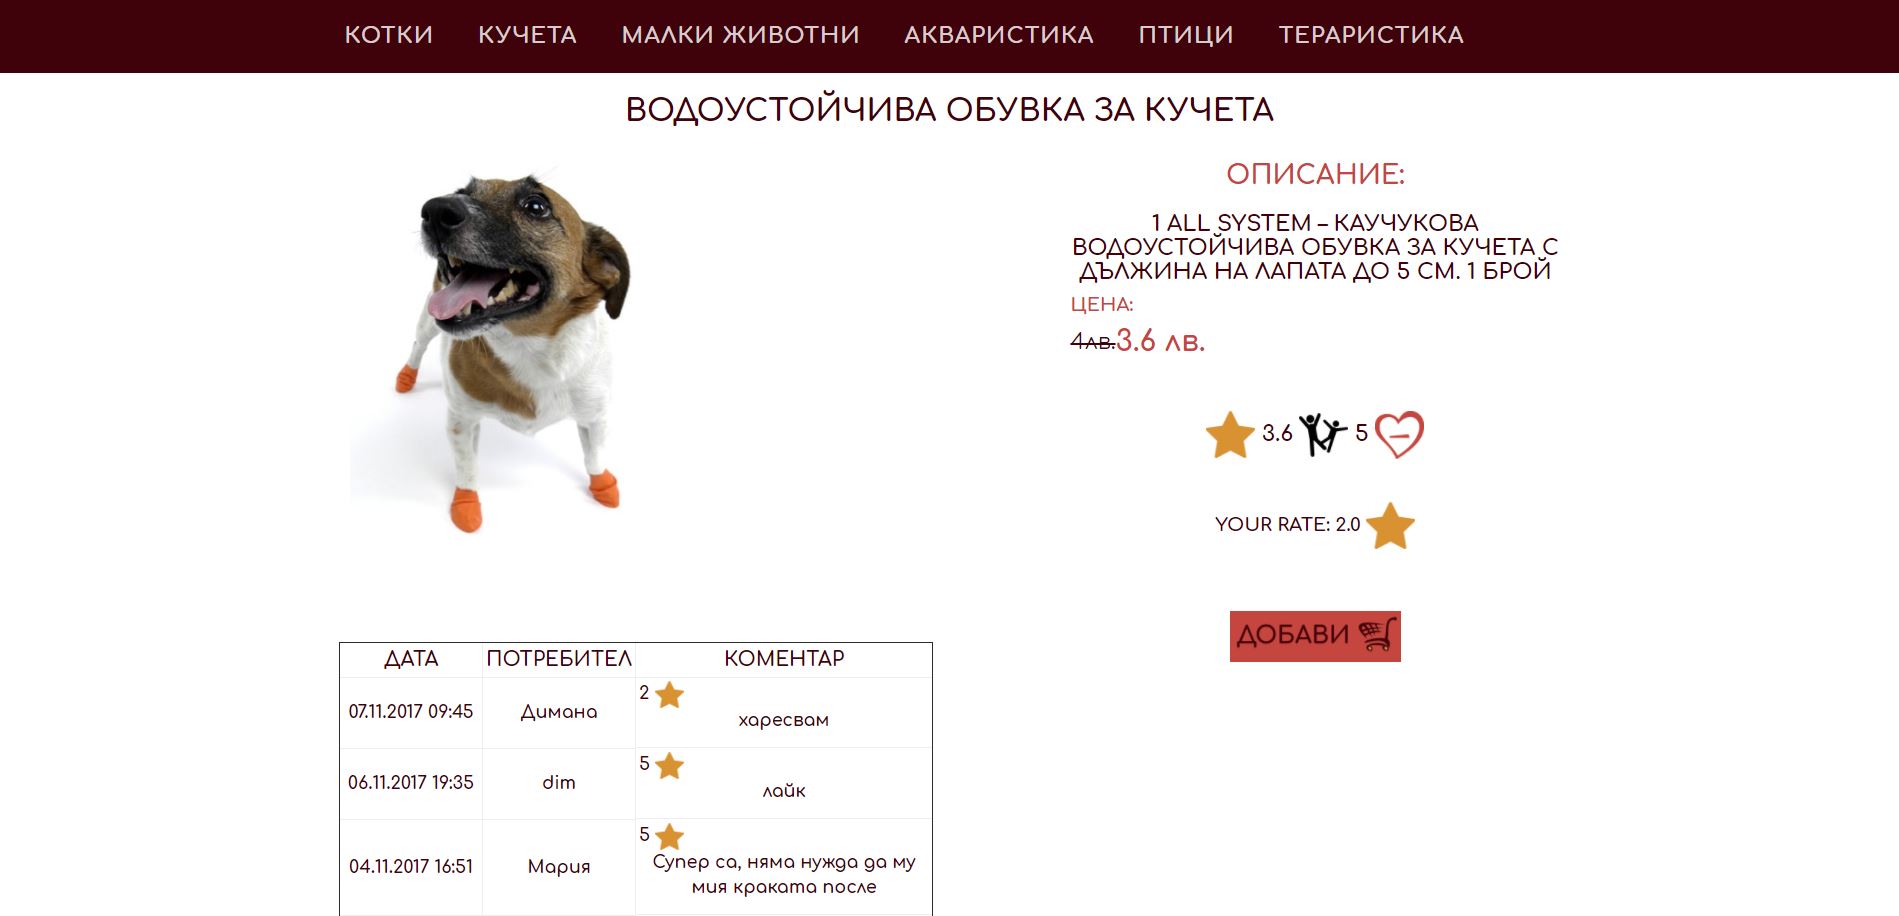 КОТКИ КУЧЕТА МАЛКИ ЖИВОТНИ АКВАРИСТИКА ПТИЦИ ТЕРАРИСТИКА
ВОДОУСТОЙЧИВА ОБУВКА ЗА КУЧЕТА
ОПИСАНИЕ:
1 ALL SYSTEM – КАУЧУКОВА
ВОДОУСТОЙЧИВА ОБУВКА ЗА КУЧЕТА С
ДЪЛЖИНА НА ЛАПАТА ДО 5 СМ. 1 БРОЙ
ЦЕНА:
4лв.3.6 лв.
3.6 5
YOUR RATE: 2.0
ДОБАВИ
ДАТА ПОТРЕБИТЕЛ КОМЕНТАР
07.11.2017 09:45 Димана 2
харесвам
06.11.2017 19:35 dim 5
лайк
04.11.2017 16:51 Мария 5
Супер са, няма нужда да му
мия краката после